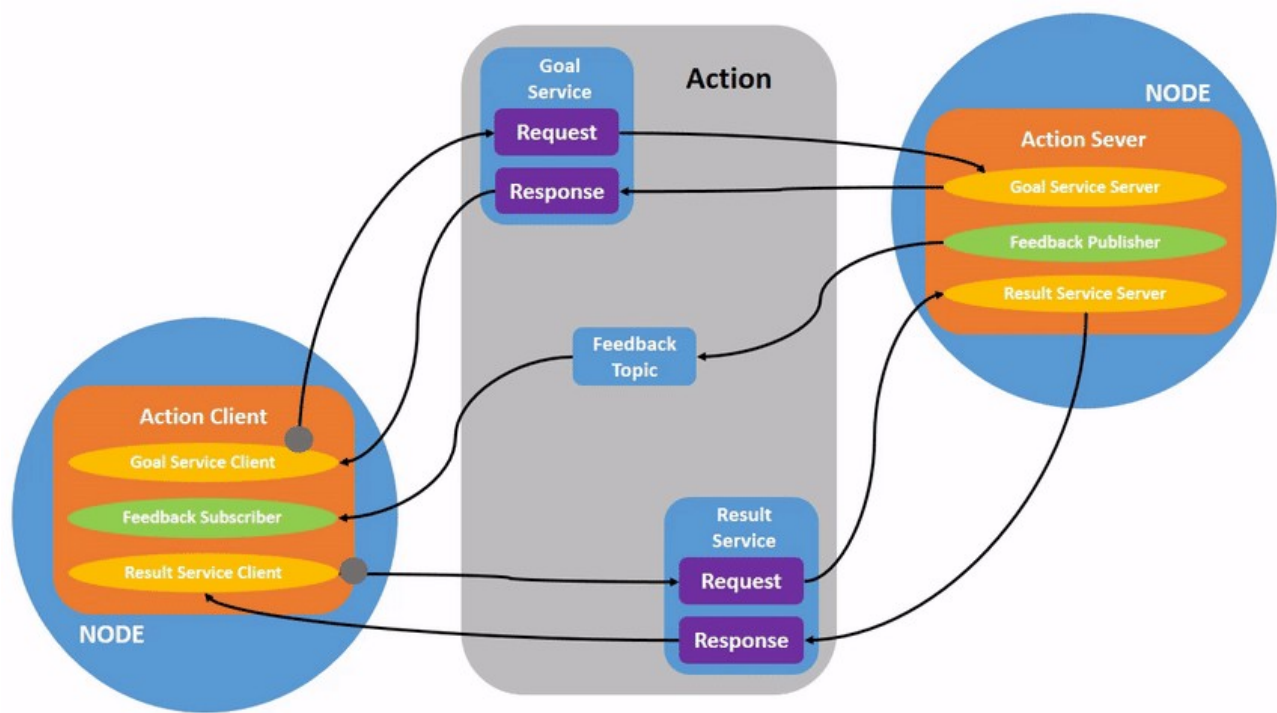 Goal
Service
Request
Response
Action
NODE
Action Sever
Goal Service Server
Feedback Publisher
Result Service Server
Feedback
Topic
Action Client
Goal Service Client
Feedback Subscriber
Result Service Client
NODE
Result
Service
Request
Response